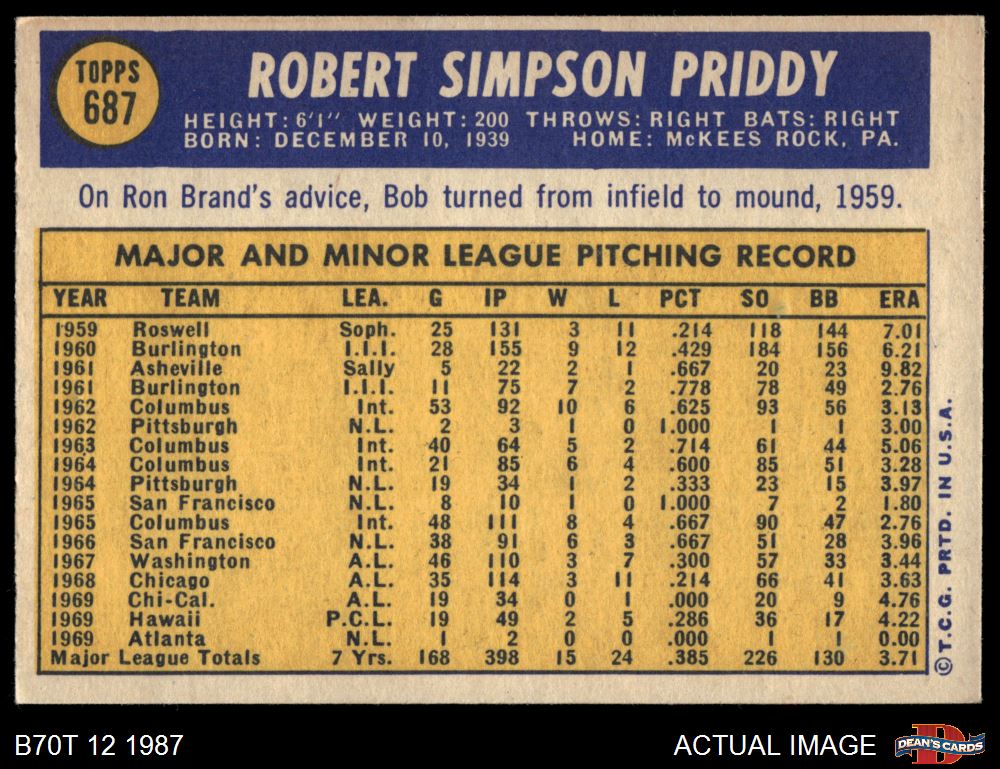 TOPPS
687
ROBERT SIMPSON PRIDDY
HEIGHT: 6'1" WEIGHT: 200 THROWS: RIGHT BATS: RIGHT
BORN: DECEMBER 10, 1939 HOME: McKEES ROCK, PA.
On Ron Brand's advice, Bob turned from infield to mound, 1959.
MAJOR AND MINOR LEAGUE PITCHING RECORD
YEAR TEAM LEA. G IP W L PCT SO BB ERA
1959 Roswell Soph. 25 131 3 11 .214 118 144 7.01
1960 Burlington I.I.I. 28 155 9 12 .429 184 156 6.21
1961 Asheville Sally 5 22 2 1 .667 20 23 9.82
1961 Burlington I.I.I. 11 75 7 2 .778 78 49 2.76
1962 Columbus Int. 53 92 10 6 .625 93 56 3.13
1962 Pittsburgh N.L. 2 3 1 0 1.000 1 1 3.00
1963 Columbus Int. 40 64 5 2 .714 61 44 5.06
1964 Columbus Int. 21 85 6 4 .600 85 51 3.28
1964 Pittsburgh N.L. 19 34 1 2 .333 23 15 3.97
1965 San Francisco N.L. 8 10 1 0 1.000 7 2 1.80
1965 Columbus Int. 48 111 8 4 .667 90 47 2.76
1966 San Francisco N.L. 38 91 6 3 .667 51 28 3.96
1967 Washington A.L. 46 110 3 7 .300 57 33 3.44
1968 Chicago A.L. 35 114 3 11 .214 66 41 3.63
1969 Chi-Cal. A.L. 19 34 0 1 .000 20 9 4.76
1969 Hawaii P.C.L. 19 49 2 5 .286 36 17 4.22
1969 Atlanta N.L. 1 2 0 0 .000 1 1 0.00
Major League Totals 7 Yrs. 168 398 15 24 .385 226 130 3.71
© T.C.G. PRTD. IN U.S.A.
B70T 12 1987
ACTUAL IMAGE
D
DEAN'S CARDS